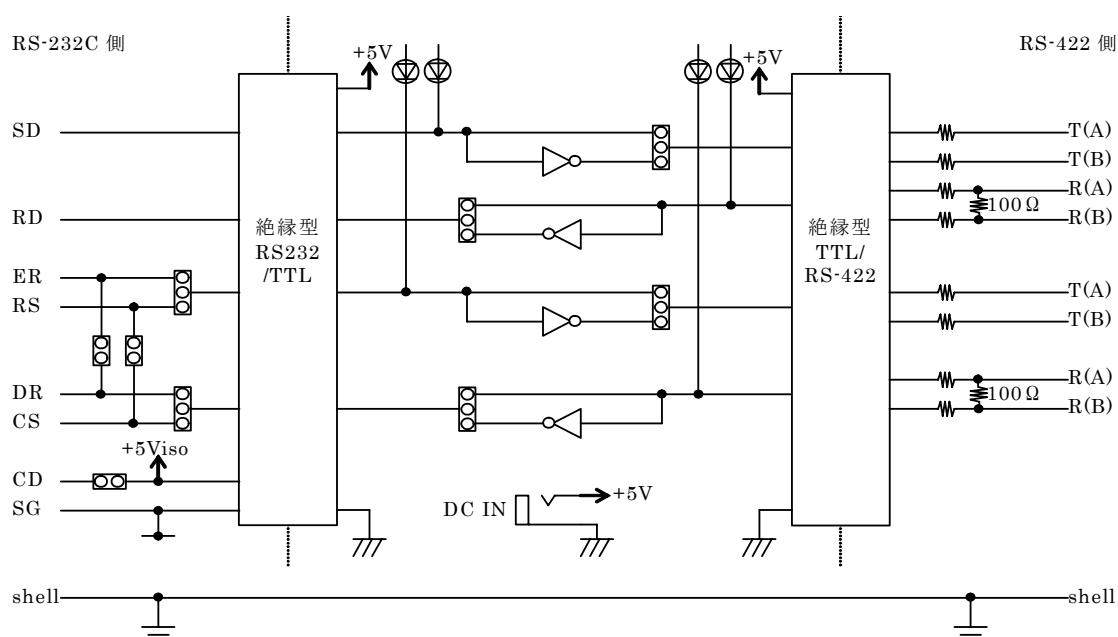 RS-232C 側
RS-422 側
+5V
+5V
SD
RD
ER
RS
DR
CS
+5Viso
CD
SG
shell
絶縁型
RS232
/TTL
DC IN
+5V
絶縁型
TTL/
RS-422
T(A)
T(B)
R(A)
100Ω
R(B)
T(A)
T(B)
R(A)
100Ω
R(B)
shell